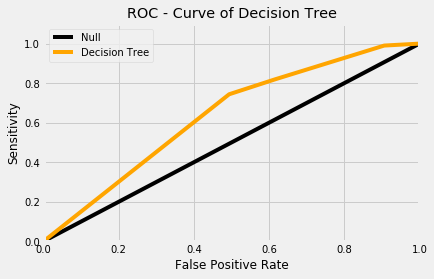 ROC - Curve of Decision Tree
Null
Decision Tree
1.0
0.8
0.6
0.4
0.2
0.0
Sensitivity
0.0 0.2 0.4 0.6 0.8 1.0
False Positive Rate